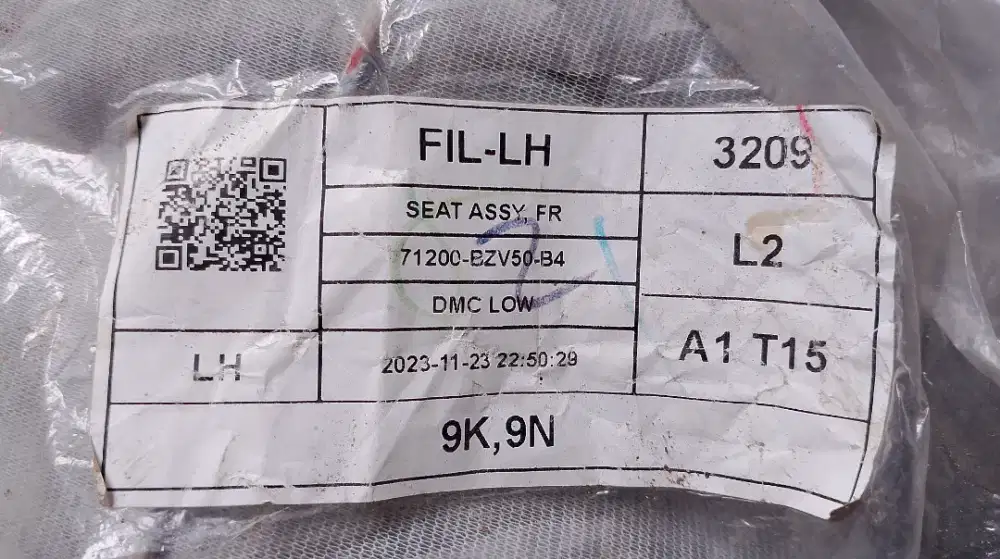 FIL-LH
3209
SEAT ASSY, FR
71200-BZV50-B4
L2
DMC LOW
LH
2023-11-23 22:50:29
A1 T15
9K,9N